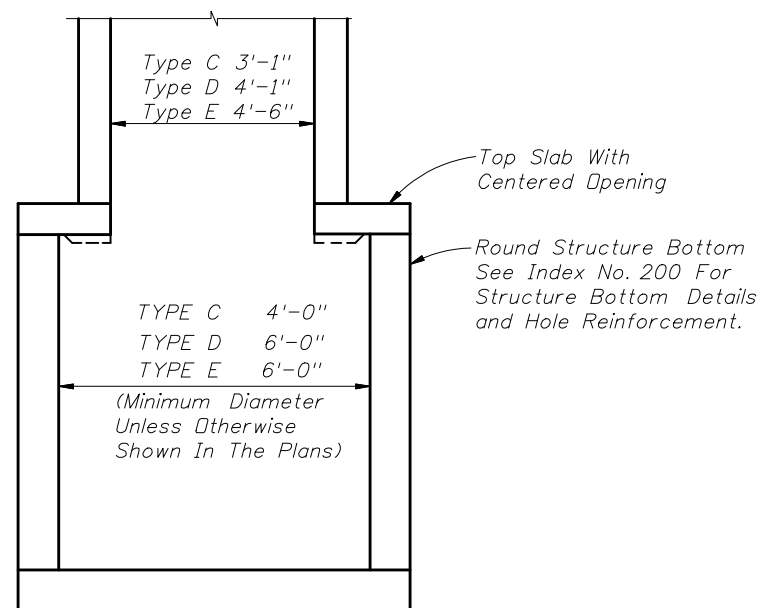 Type C 3'-1"
Type D 4'-1"
Type E 4'-6"
Top Slab With
Centered Opening
Round Structure Bottom
See Index No. 200 For
Structure Bottom Details
and Hole Reinforcement.
TYPE C 4'-0"
TYPE D 6'-0"
TYPE E 6'-0"
(Minimum Diameter
Unless Otherwise
Shown In The Plans)